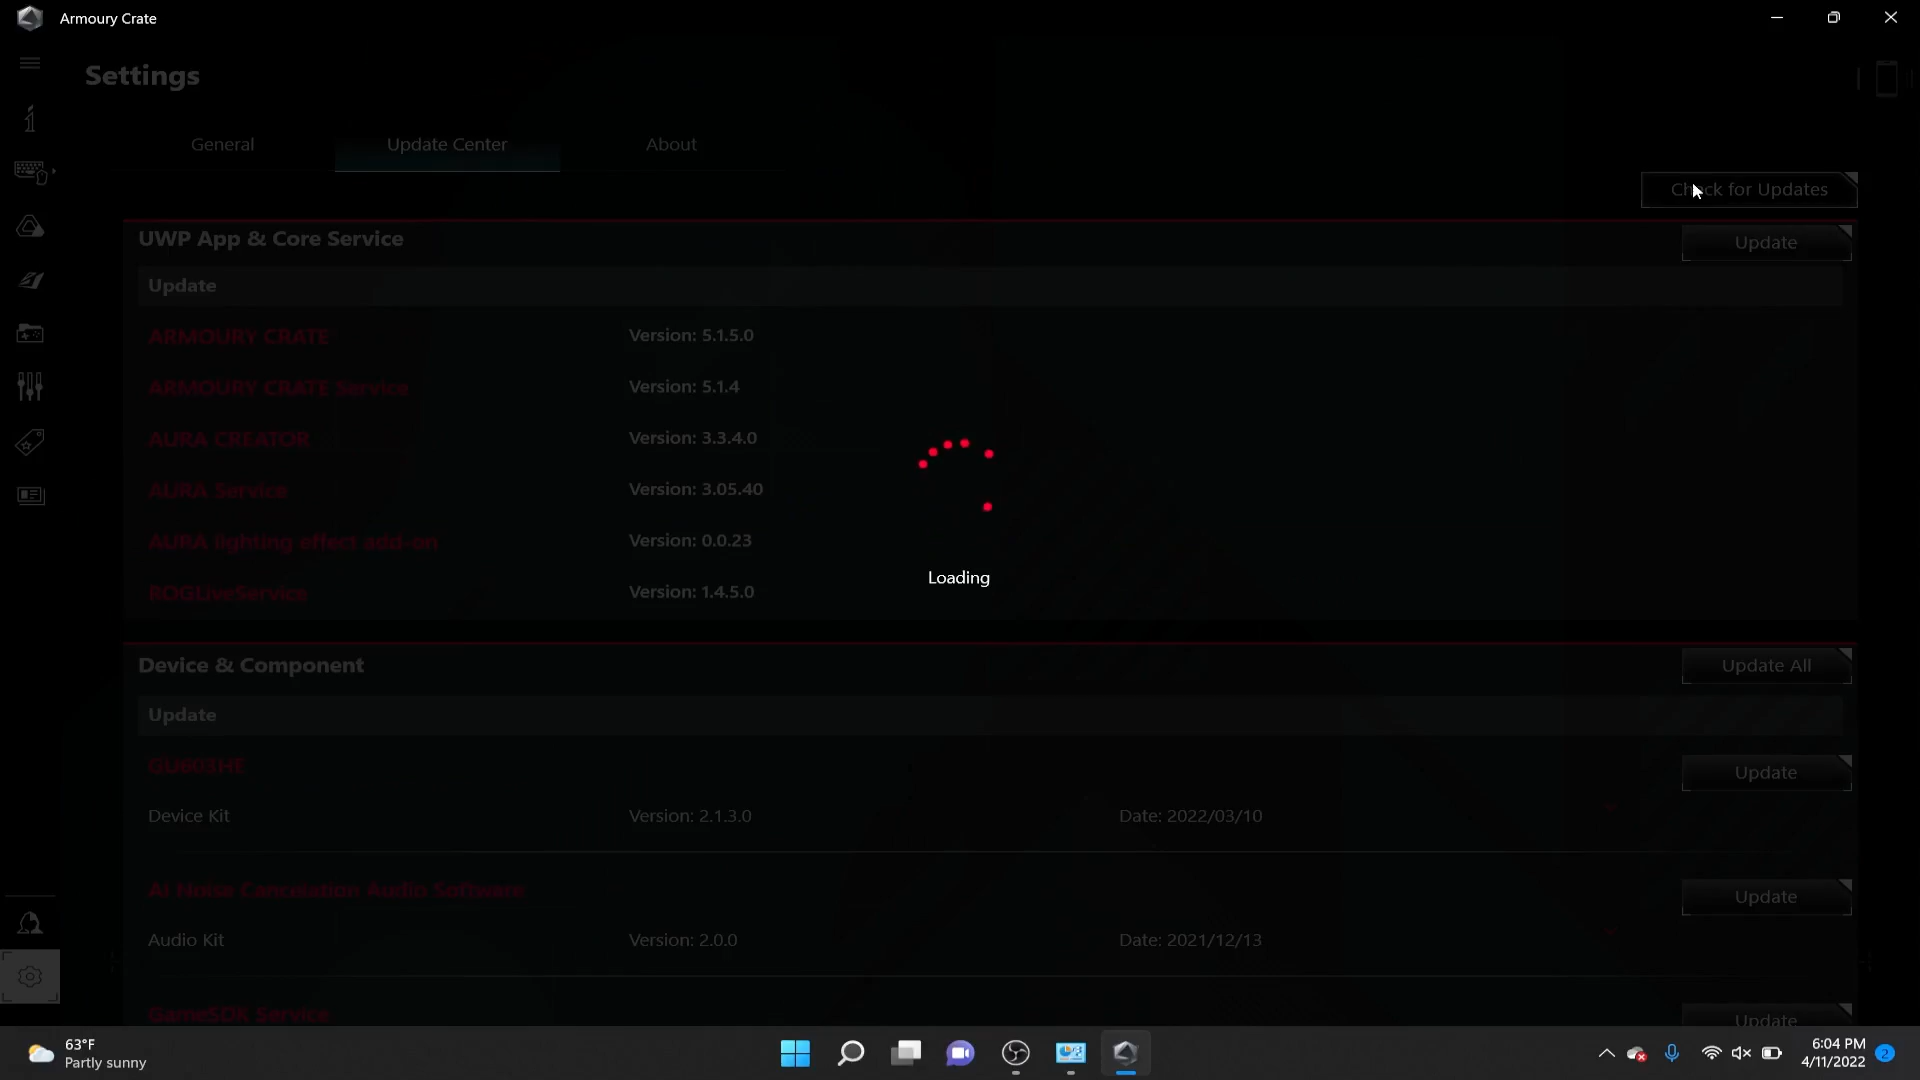 Armoury Crate
Settings
General Update Center About
Check for Updates
UWP App & Core Service Update
Update
ARMOURY CRATE Version: 5.1.5.0
ARMOURY CRATE Service Version: 5.1.4
AURA CREATOR Version: 3.3.4.0
AURA Service Version: 3.05.40
AURA lighting effect add-on Version: 0.0.23
ROGLiveService Version: 1.4.5.0
Loading
Device & Component Update All
Update
GU603HE Update
Device Kit Version: 2.1.3.0 Date: 2022/03/10
AI Noise Cancelation Audio Software Update
Audio Kit Version: 2.0.0 Date: 2021/12/13
GameSDK Service Update
63°F
Partly sunny
6:04 PM
4/11/2022 2